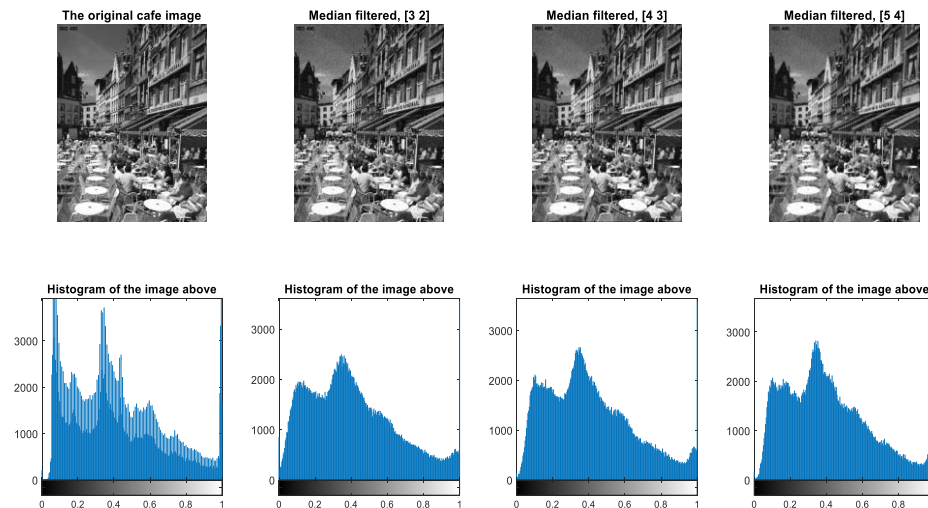 The original cafe image
Median filtered, [3 2]
Median filtered, [4 3]
Median filtered, [5 4]
Histogram of the image above
3000
2000
1000
0
0 0.2 0.4 0.6 0.8 1
Histogram of the image above
3000
2000
1000
0
0 0.2 0.4 0.6 0.8 1
Histogram of the image above
3000
2000
1000
0
0 0.2 0.4 0.6 0.8 1
Histogram of the image above
3000
2000
1000
0
0 0.2 0.4 0.6 0.8